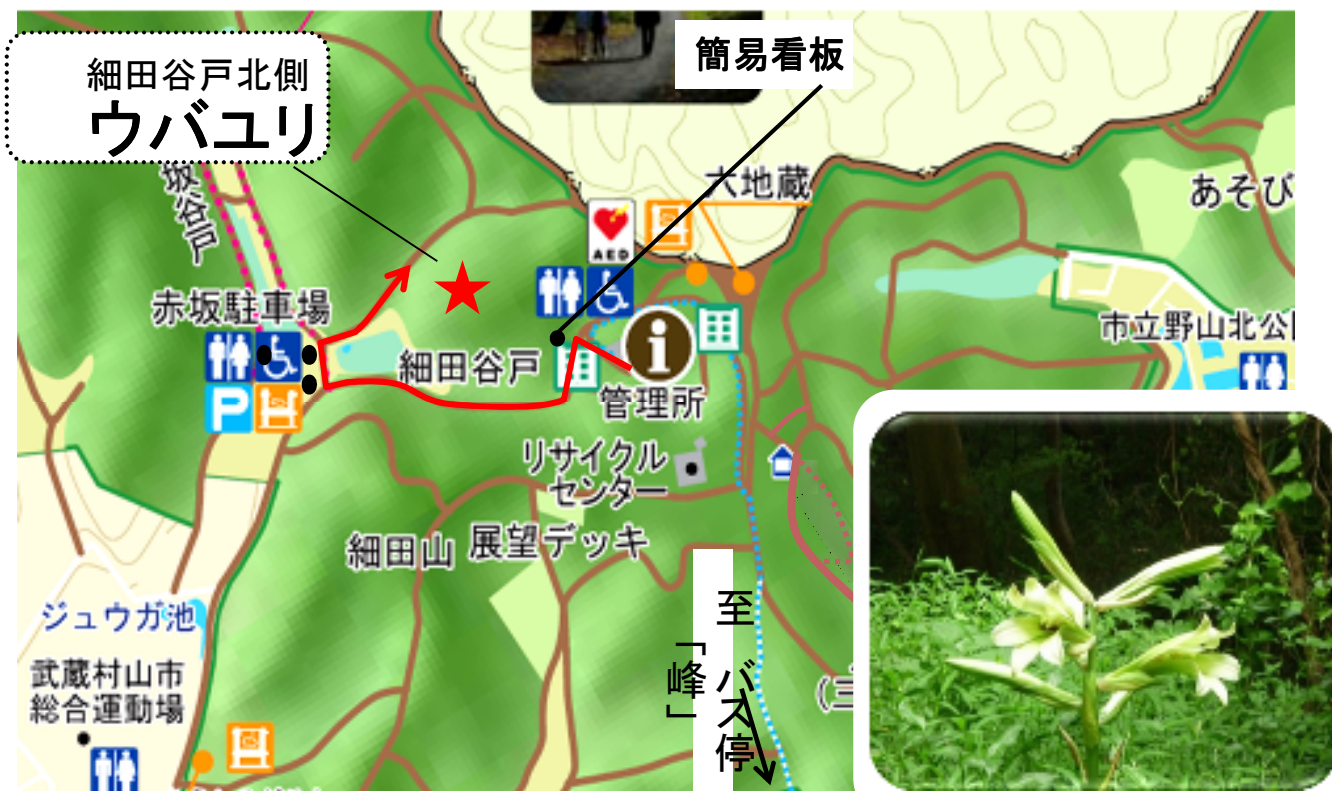 細田谷戸北側
ウバユリ
簡易看板
六地蔵
AED
あそび
坂谷戸
赤坂駐車場
市立野山北公
細田谷戸
i
管理所
P
リサイクル
センター
細田山
展望デッキ
ジュウガ池
武蔵村山市
総合運動場
至 バス停
「峰」
(三